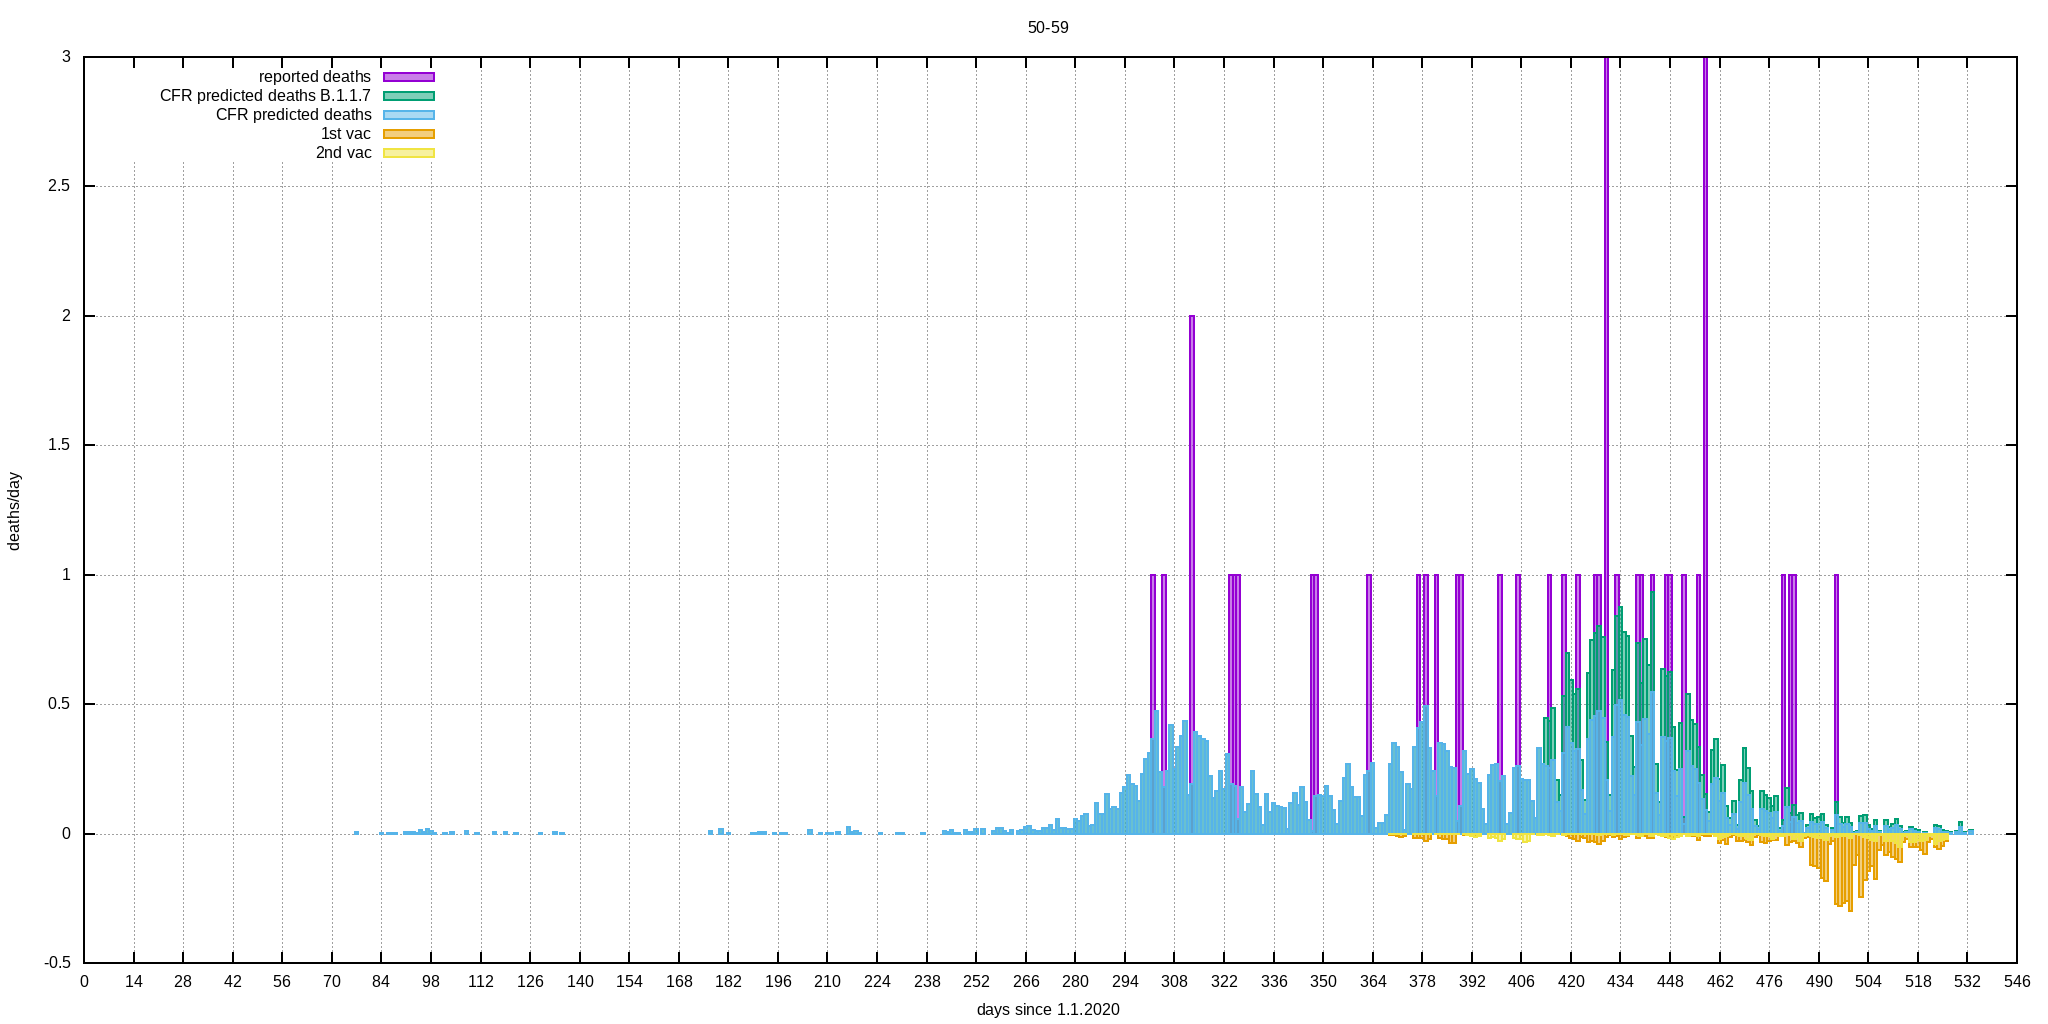 50-59
3
reported deaths
CFR predicted deaths B.1.1.7
CFR predicted deaths
1st vac
2nd vac
2.5
2
1.5
1
0.5
0
-0.5
deaths/day
0 14 28 42 56 70 84 98 112 126 140 154 168 182 196 210 224 238 252 266 280 294 308 322 336 350 364 378 392 406 420 434 448 462 476 490 504 518 532 546
days since 1.1.2020